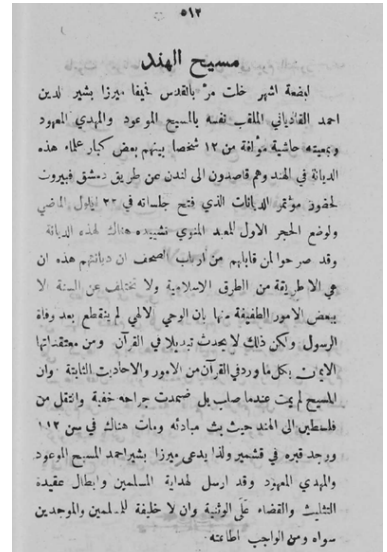 ٥١٢
مسيح الهند
لبضعة اشهر خلت مرّ بالقدس حيفا ميرزا بشير الدين
احمد القادياني الملقب نفسه بالمسيح الموعود والمهدي المعهود
وبمعيته حاشية مؤلفة من ١٢ شخصا بينهم بعض كبار علماء هذه
الديانة في الهند وهم قاصدون الى لندن عن طريق دمشق فبيروت
لحضور مؤتمر الديانات الذي فتح جلساته في ٢٢ ايلول الماضي
ولوضع الحجر الاول للمعبد المنوي تشييده هناك لهذه الديانة
وقد صرحوا لمن قابلهم من ارباب الصحف ان ديانتهم هذه ان
هي الا طريقة من الطرق الاسلامية ولا تختلف عن السنة الا
ببعض الامور الطفيفة منها بان الوحي الالهي لم ينقطع بعد وفاة
الرسول ولكن ذلك لا يحدث تبديلا في القرآن ومن معتقداتها
الايمان بكل ما ورد في القرآن من الامور والاحاديث الثابتة وان
المسيح لم يمت عندما صلب بل ضمدت جراحه خفية وانتقل من
فلسطين الى الهند حيث بث مبادئه ومات هناك في سن ١١٢
ووجد قبره في قشمير ولذا يدعى ميرزا بشير احمد المسيح الموعود
والمهدي المعهود وقد ارسل لهداية المسلمين وابطال عقيدة
التثليث والقضاء على الوثنية وان لا خليفة للمسلمين والموحدين
سواه ومن الواجب اطاعته